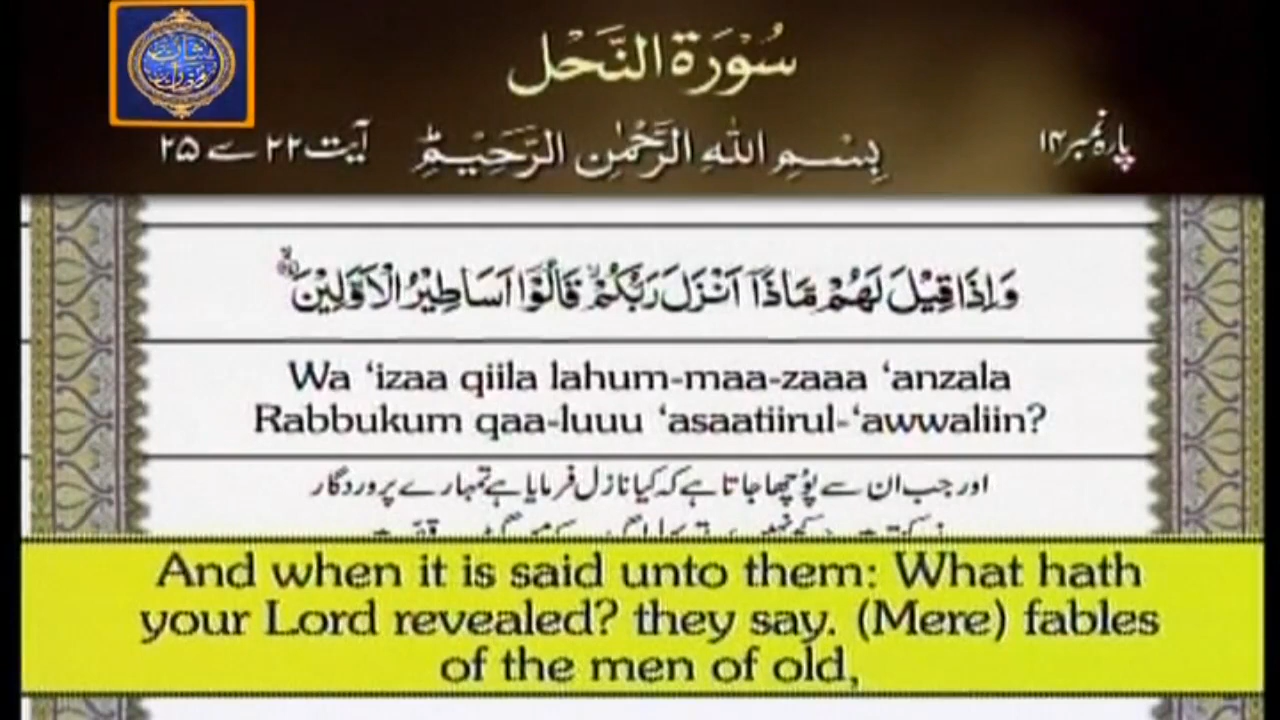 سُوْرَۃُ النَّحْل
پارہ نمبر ۱۴ بِسْمِ اللهِ الرَّحْمٰنِ الرَّحِيْمِ آیت ۲۲ سے ۲۵
وَاِذَا قِيْلَ لَهُمْ مَّاذَآ اَنْزَلَ رَبُّكُمْ ۙ قَالُوْٓا اَسَاطِيْرُ الْاَوَّلِيْنَ ۙ
Wa ‘izaa qiila lahum-maa-zaaa ‘anzala
Rabbukum qaa-luuu ‘asaatiirul-‘awwaliin?
اور جب ان سے پُوچھا جاتا ہے کہ کیا نازل فرمایا ہے تمہارے پروردگار
And when it is said unto them: What hath
your Lord revealed? they say. (Mere) fables
of the men of old,